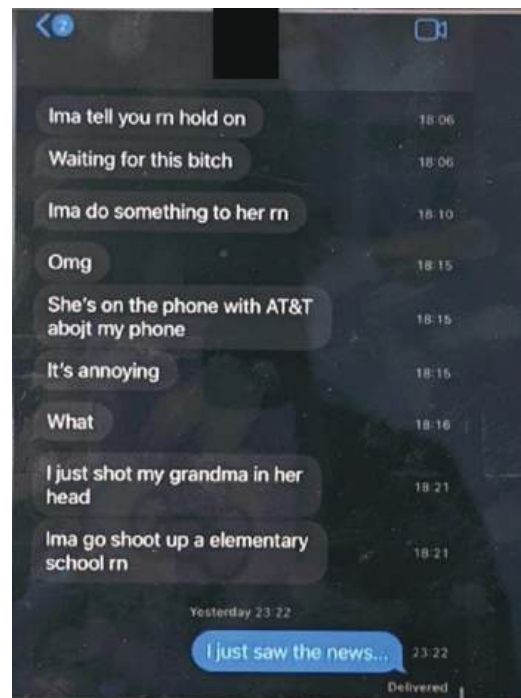 2
Ima tell you rn hold on
18:06
Waiting for this bitch
18:06
Ima do something to her rn
18:10
Omg
18:15
She's on the phone with AT&T
abojt my phone
18:15
It's annoying
18:15
What
18:16
I just shot my grandma in her
head
18:21
Ima go shoot up a elementary
school rn
18:21
Yesterday 23:22
I just saw the news...
23:22
Delivered